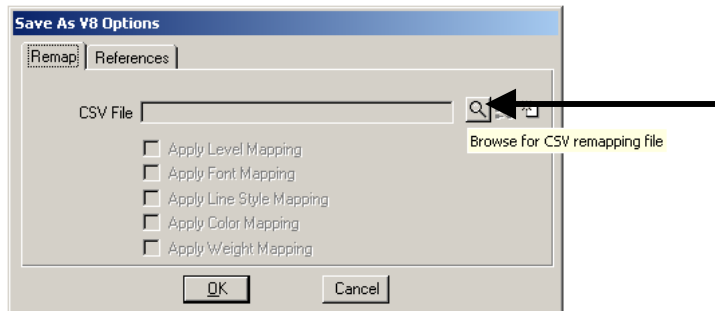 Save As V8 Options
Remap References
CSV File
Browse for CSV remapping file
Apply Level Mapping
Apply Font Mapping
Apply Line Style Mapping
Apply Color Mapping
Apply Weight Mapping
OK Cancel